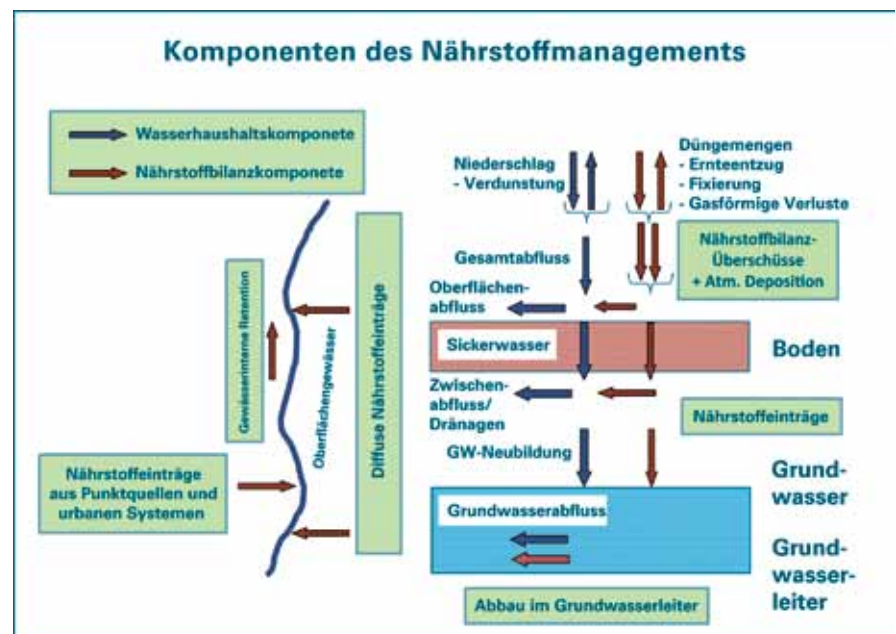 Komponenten des Nährstoffmanagements
Wasserhaushaltskomponete
Nährstoffbilanzkomponete
Gewässerinterne Retention
Oberflächengewässer
Diffuse Nährstoffeinträge
Nährstoffeinträge
aus Punktquellen und
urbanen Systemen
Niederschlag
- Verdunstung
Düngemengen
- Ernteentzug
- Fixierung
- Gasförmige Verluste
Gesamtabfluss
Nährstoffbilanz-
Überschüsse
+ Atm. Deposition
Oberflächen-
abfluss
Sickerwasser
Boden
Zwischen-
abfluss/
Dränagen
Nährstoffeinträge
GW-Neubildung
Grund-
wasser
Grundwasserabfluss
Grund-
wasser-
leiter
Abbau im Grundwasserleiter